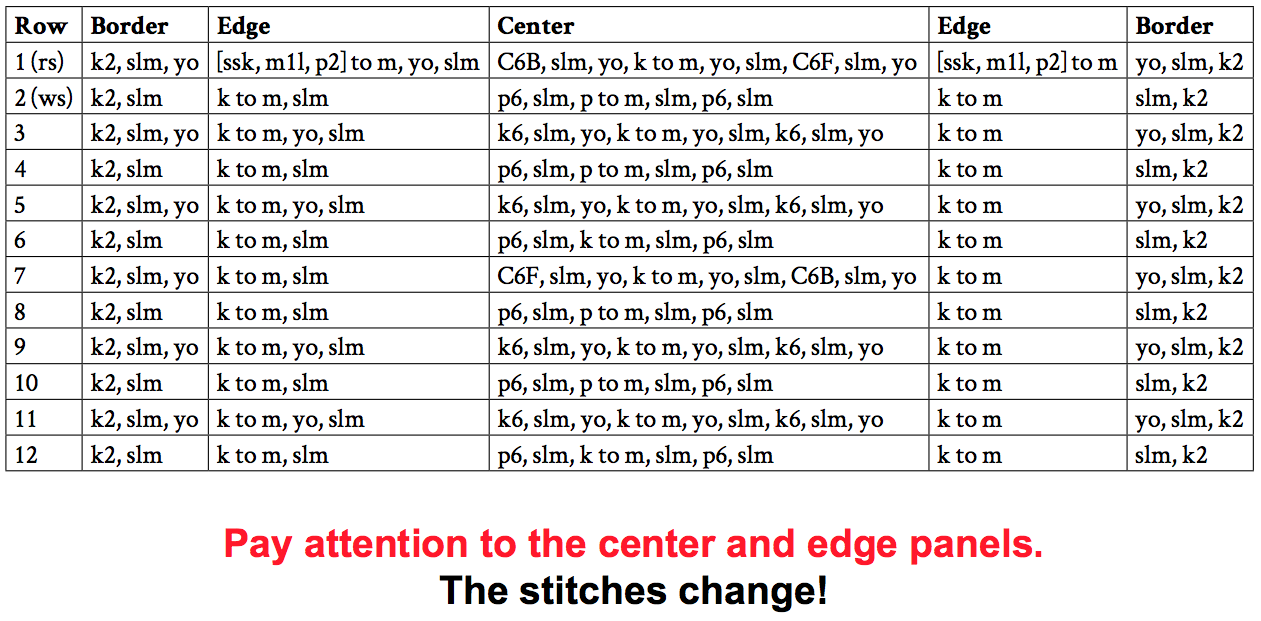 Row Border Edge Center Edge Border
1 (rs) k2, slm, yo [ssk, m1l, p2] to m, yo, slm C6B, slm, yo, k to m, yo, slm, C6F, slm, yo [ssk, m1l, p2] to m yo, slm, k2
2 (ws) k2, slm k to m, slm p6, slm, p to m, slm, p6, slm k to m slm, k2
3 k2, slm, yo k to m, yo, slm k6, slm, yo, k to m, yo, slm, k6, slm, yo k to m yo, slm, k2
4 k2, slm k to m, slm p6, slm, p to m, slm, p6, slm k to m slm, k2
5 k2, slm, yo k to m, yo, slm k6, slm, yo, k to m, yo, slm, k6, slm, yo k to m yo, slm, k2
6 k2, slm k to m, slm p6, slm, k to m, slm, p6, slm k to m slm, k2
7 k2, slm, yo k to m, slm C6F, slm, yo, k to m, yo, slm, C6B, slm, yo k to m yo, slm, k2
8 k2, slm k to m, slm p6, slm, p to m, slm, p6, slm k to m slm, k2
9 k2, slm, yo k to m, yo, slm k6, slm, yo, k to m, yo, slm, k6, slm, yo k to m yo, slm, k2
10 k2, slm k to m, slm p6, slm, p to m, slm, p6, slm k to m slm, k2
11 k2, slm, yo k to m, yo, slm k6, slm, yo, k to m, yo, slm, k6, slm, yo k to m yo, slm, k2
12 k2, slm k to m, slm p6, slm, k to m, slm, p6, slm k to m slm, k2
Pay attention to the center and edge panels.
The stitches change!